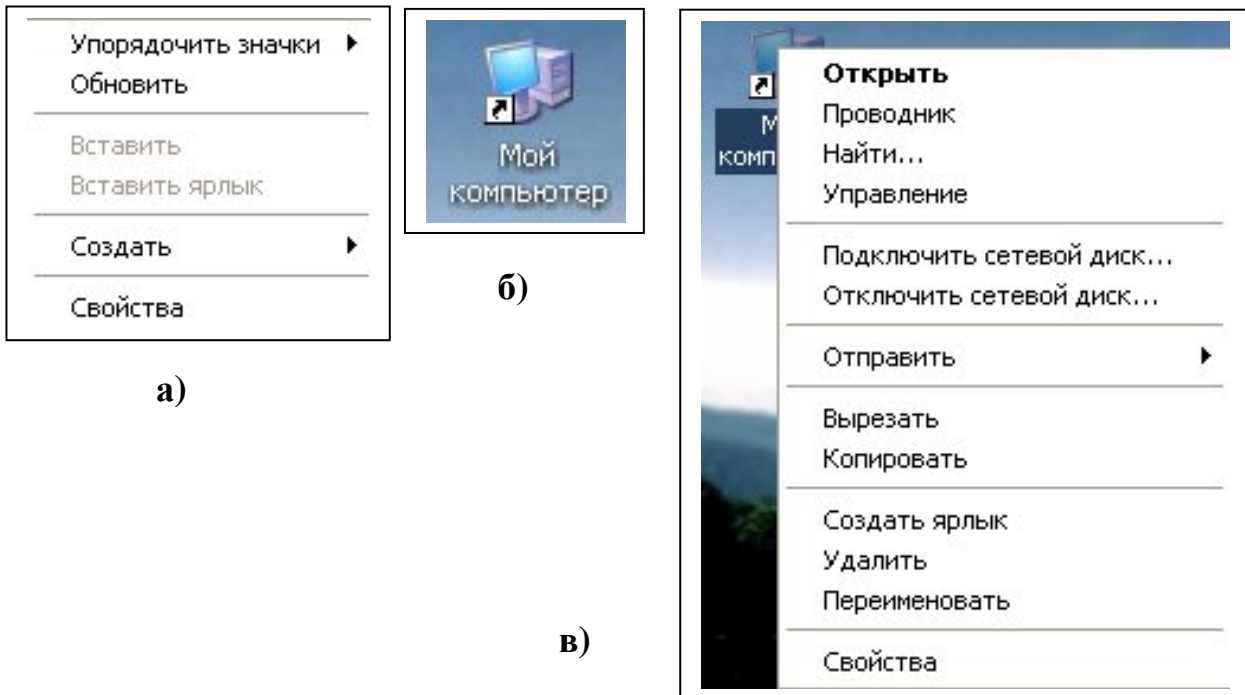 Упорядочить значки
Обновить
Вставить
Вставить ярлык
Создать
Свойства
а)
Мой
компьютер
б)
М
комп
Открыть
Проводник
Найти...
Управление
Подключить сетевой диск...
Отключить сетевой диск...
Отправить
Вырезать
Копировать
Создать ярлык
Удалить
Переименовать
Свойства
в)